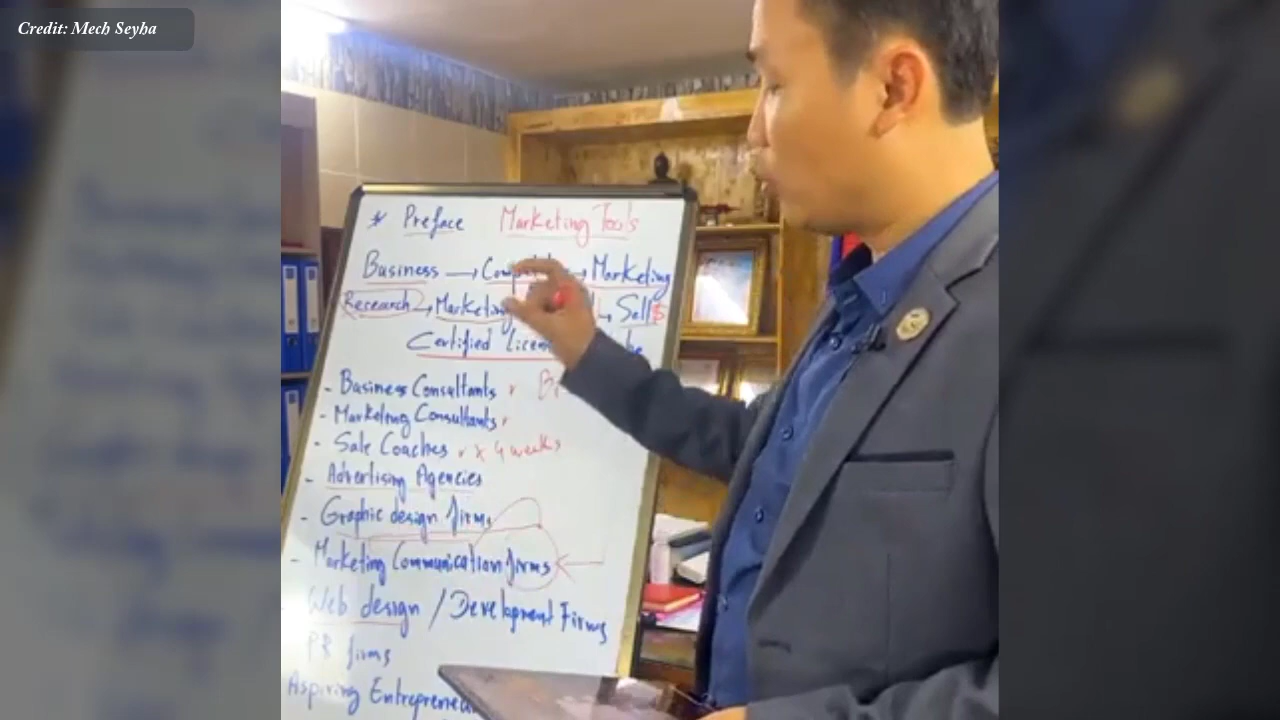 Credit: Mech Seyha
* Preface Marketing Tools
Business → → Marketing
Research → Marketing → Sell $
Certified
- Business Consultants
- Marketing Consultants
- Sale Coaches x 4 weeks
- Advertising Agencies
- Graphic design firms
- Marketing Communication firms
Web design / Development Firms
PR firms
Aspiring